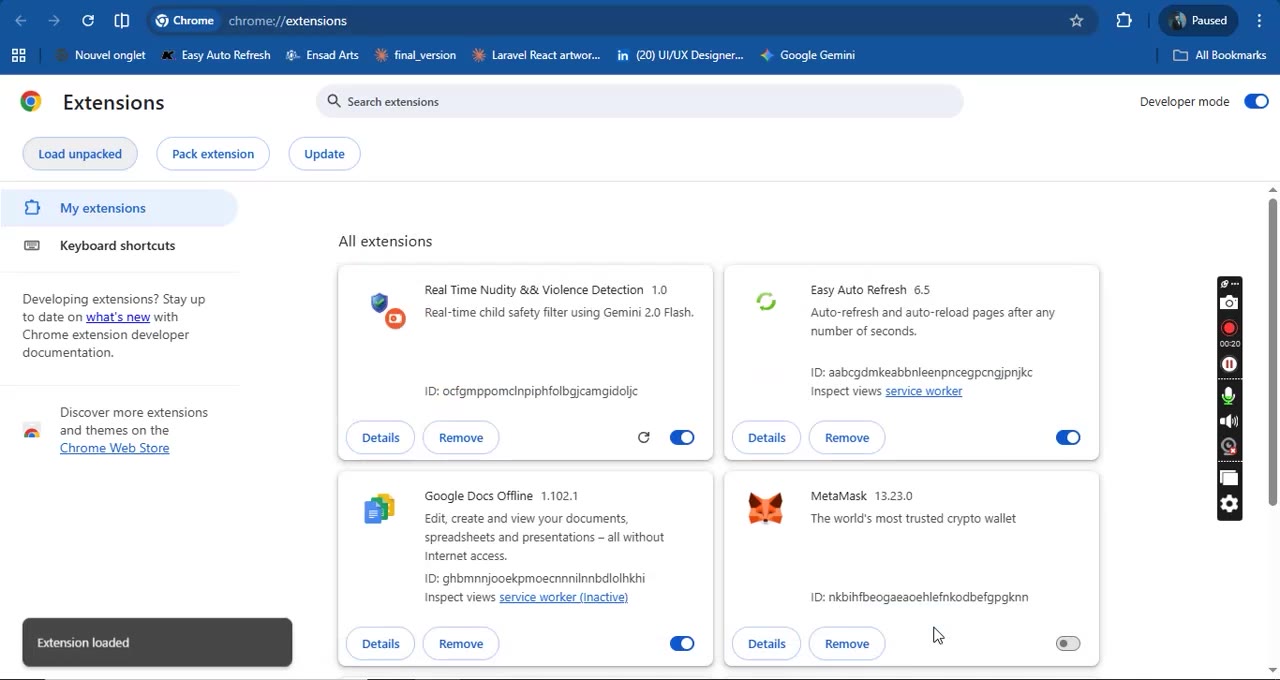 Chrome
chrome://extensions
Paused
Nouvel onglet
Easy Auto Refresh
Ensad Arts
final_version
Laravel React artwor...
(20) UI/UX Designer...
Google Gemini
All Bookmarks
Extensions
Search extensions
Developer mode
Load unpacked
Pack extension
Update
My extensions
Keyboard shortcuts
Developing extensions? Stay up
to date on what's new with
Chrome extension developer
documentation.
Discover more extensions
and themes on the
Chrome Web Store
All extensions
Real Time Nudity && Violence Detection 1.0
Real-time child safety filter using Gemini 2.0 Flash.
ID: ocfgmppomclnpiphfolbgjcamgidoljc
Details
Remove
Easy Auto Refresh 6.5
Auto-refresh and auto-reload pages after any
number of seconds.
ID: aabcgdmkeabbnleenpncegpcngjpnjkc
Inspect views service worker
Details
Remove
Google Docs Offline 1.102.1
Edit, create and view your documents,
spreadsheets and presentations – all without
Internet access.
ID: ghbmnnjooekpmoecnnnilnnbdlolhkhi
Inspect views service worker (Inactive)
Details
Remove
MetaMask 13.23.0
The world's most trusted crypto wallet
ID: nkbihfbeogaeaoehlefnkodbefgpgknn
Details
Remove
00:20
Extension loaded